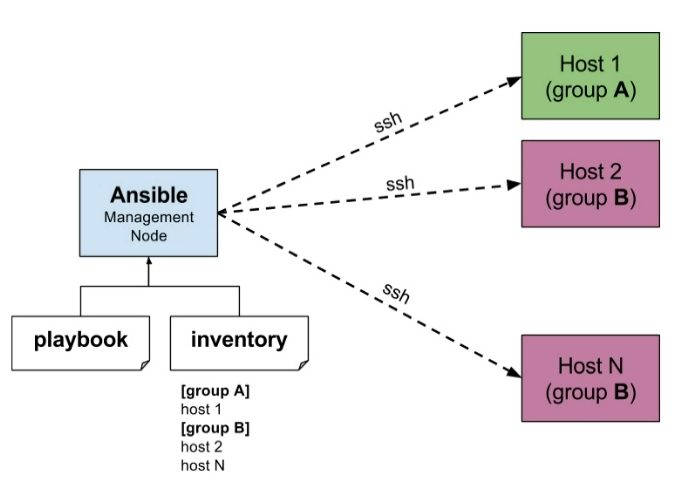 Host 1
(group A)
ssh
Host 2
(group B)
ssh
Ansible
Management
Node
ssh
playbook
inventory
Host N
(group B)
[group A]
host 1
[group B]
host 2
host N